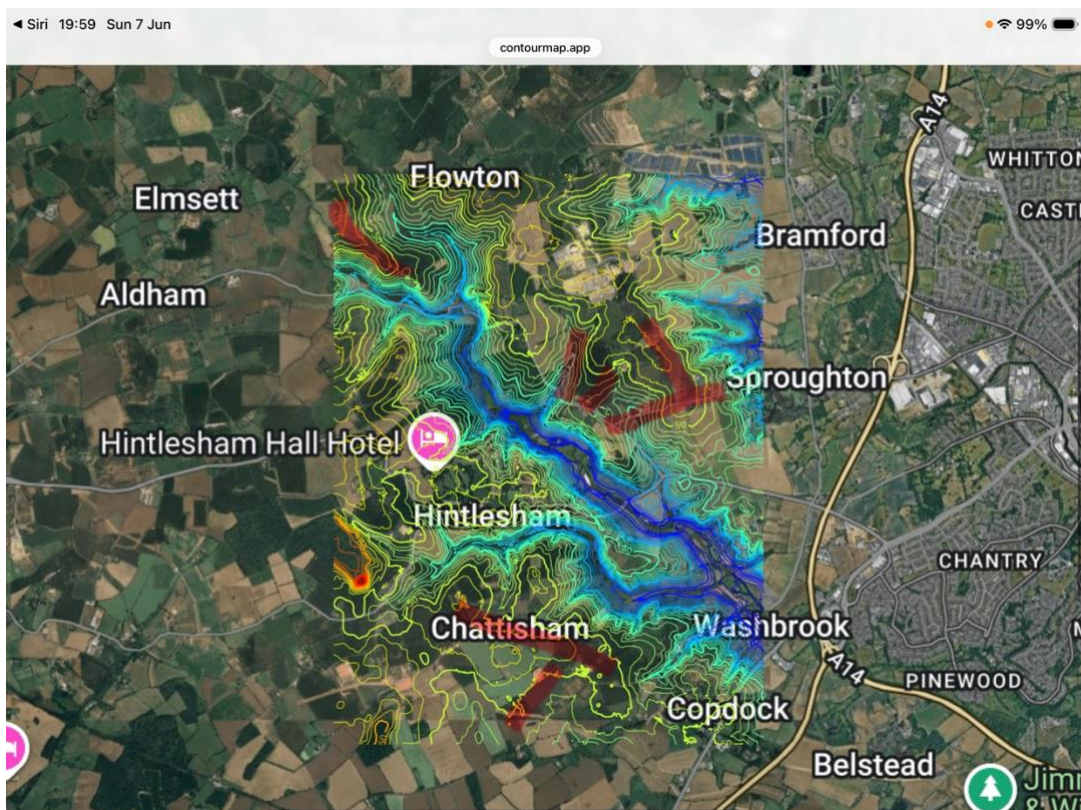 ◄ Siri 19:59 Sun 7 Jun
99%
contourmap.app
A14
WHITTON
Flowton
Elmsett
CAST
Bramford
Aldham
Sproughton
50
Hintlesham Hall Hotel
Hintlesham
CHANTRY
Chattisham
Washbrook
A14
PINEWOOD
Copdock
Belstead
Jim
& W